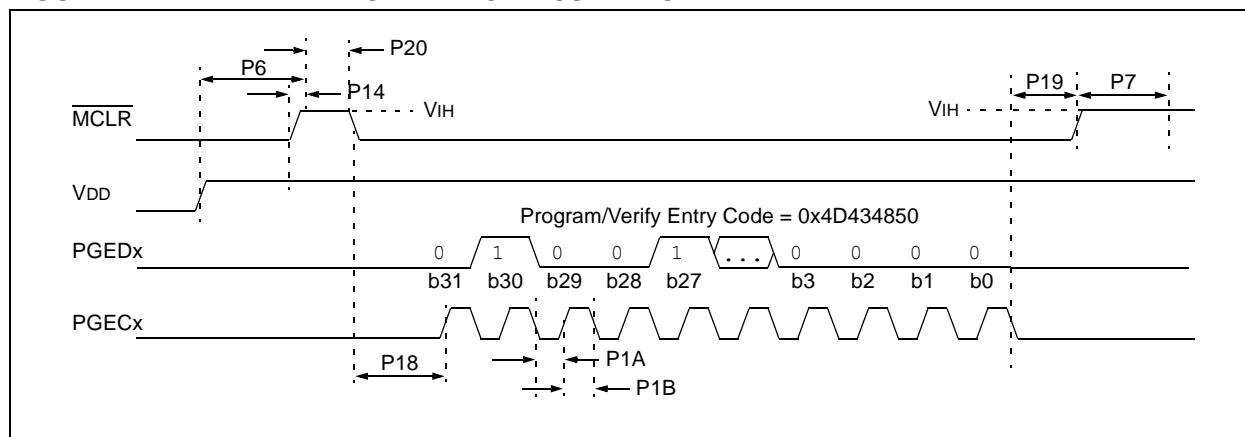 P20
P6
P14
MCLR
VIH
VIH
P19
P7
VDD
Program/Verify Entry Code = 0x4D434850
PGEDx
0 1 0 0 1 ... 0 0 0 0
b31 b30 b29 b28 b27 b3 b2 b1 b0
PGECx
P18
P1A
P1B